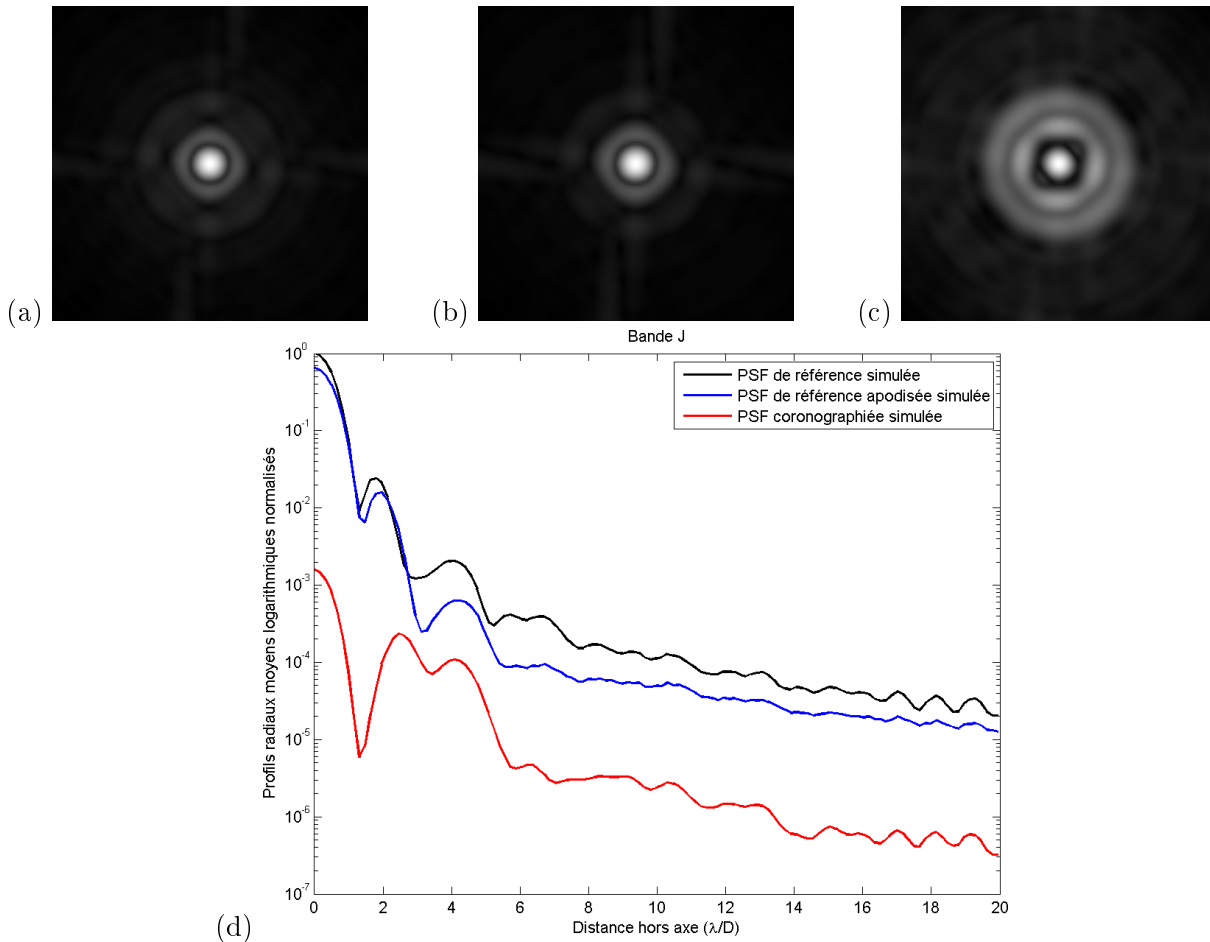 (a)
(b)
(c)
Bande J
PSF de référence simulée
PSF de référence apodisée simulée
PSF coronographiée simulée
Profils radiaux moyens logarithmiques normalisés
10^0
10^-1
10^-2
10^-3
10^-4
10^-5
10^-6
10^-7
0 2 4 6 8 10 12 14 16 18 20
Distance hors axe (λ/D)
(d)